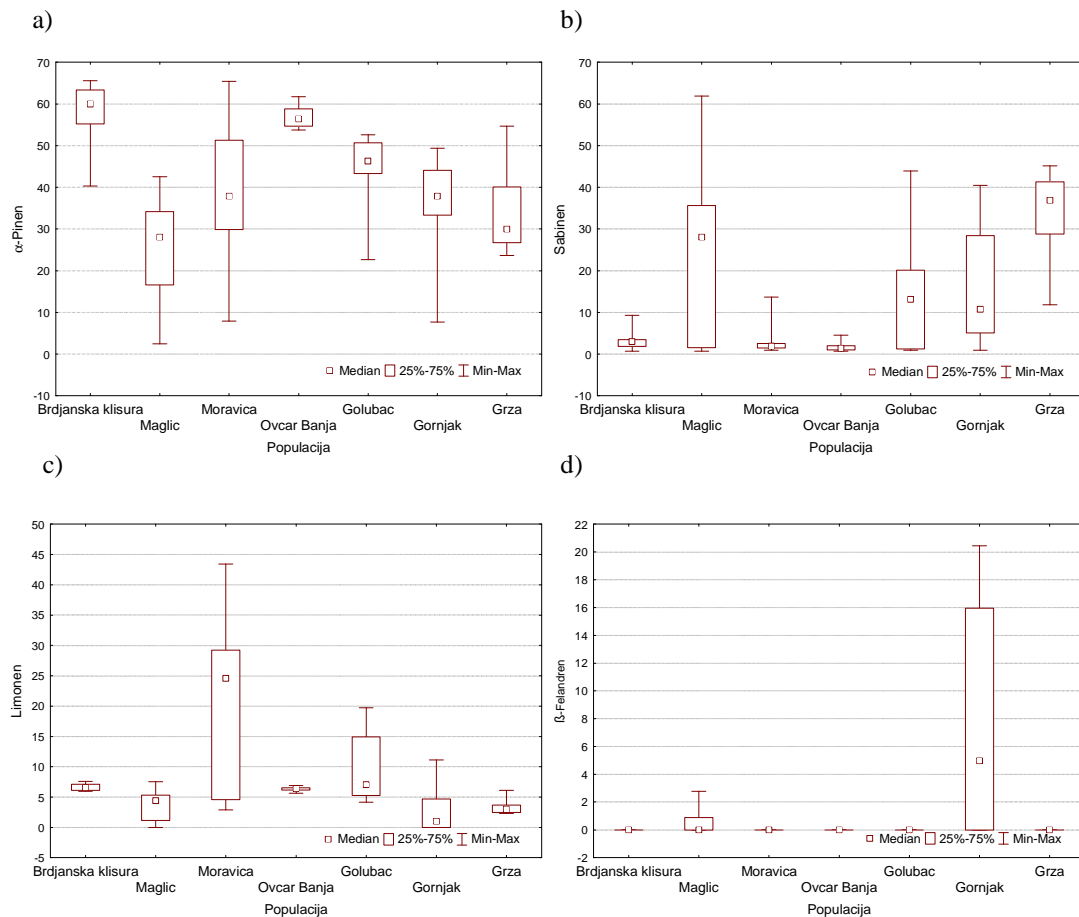 a)
α-Pinen
70
60
50
40
30
20
10
0
-10
Median 25%-75% Min-Max
Brdjanska klisura Moravica Golubac Grza
Maglic Ovcar Banja Gornjak
Populacija
b)
Sabinen
70
60
50
40
30
20
10
0
-10
Median 25%-75% Min-Max
Brdjanska klisura Moravica Golubac Grza
Maglic Ovcar Banja Gornjak
Populacija
c)
Limonen
50
45
40
35
30
25
20
15
10
5
0
-5
Median 25%-75% Min-Max
Brdjanska klisura Moravica Golubac Grza
Maglic Ovcar Banja Gornjak
Populacija
d)
ß-Felandren
22
20
18
16
14
12
10
8
6
4
2
0
-2
Median 25%-75% Min-Max
Brdjanska klisura Moravica Golubac Grza
Maglic Ovcar Banja Gornjak
Populacija